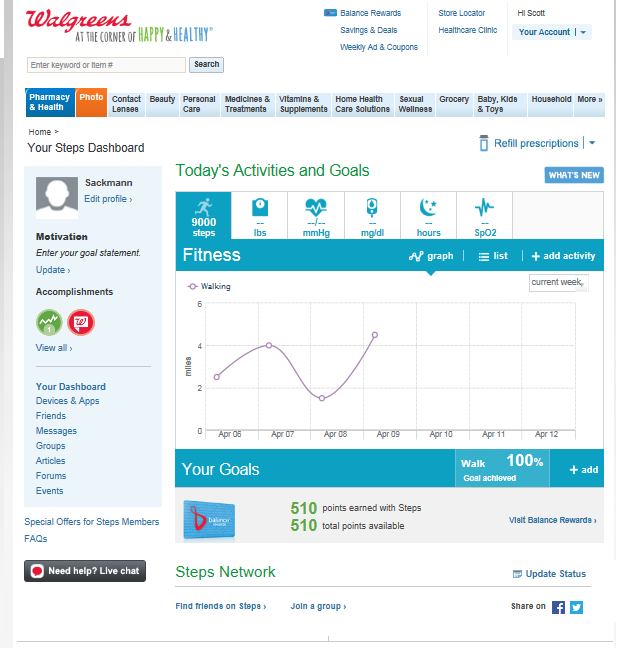 Walgreens
AT THE CORNER OF HAPPY & HEALTHY
Balance Rewards
Savings & Deals
Weekly Ad & Coupons
Store Locator
Healthcare Clinic
Hi Scott
Your Account
Enter keyword or item #
Search
Pharmacy & Health
Photo
Contact Lenses
Beauty
Personal Care
Medicines & Treatments
Vitamins & Supplements
Home Health Care Solutions
Sexual Wellness
Grocery
Baby, Kids & Toys
Household
More »
Home >
Your Steps Dashboard
Refill prescriptions
Sackmann
Edit profile ›
Motivation
Enter your goal statement.
Update ›
Accomplishments
1
View all ›
Your Dashboard
Devices & Apps
Friends
Messages
Groups
Articles
Forums
Events
Special Offers for Steps Members
FAQs
Need help? Live chat
Today's Activities and Goals
WHAT'S NEW
9000 steps
-- lbs
--/-- mmHg
-- mg/dl
-- hours
-- SpO2
Fitness
graph
list
+ add activity
current week
Walking
miles
6
4
2
0
Apr 06 Apr 07 Apr 08 Apr 09 Apr 10 Apr 11 Apr 12
Your Goals
Walk 100%
Goal achieved
+ add
balance
rewards
510 points earned with Steps
510 total points available
Visit Balance Rewards ›
Steps Network
Update Status
Find friends on Steps ›
Join a group ›
Share on